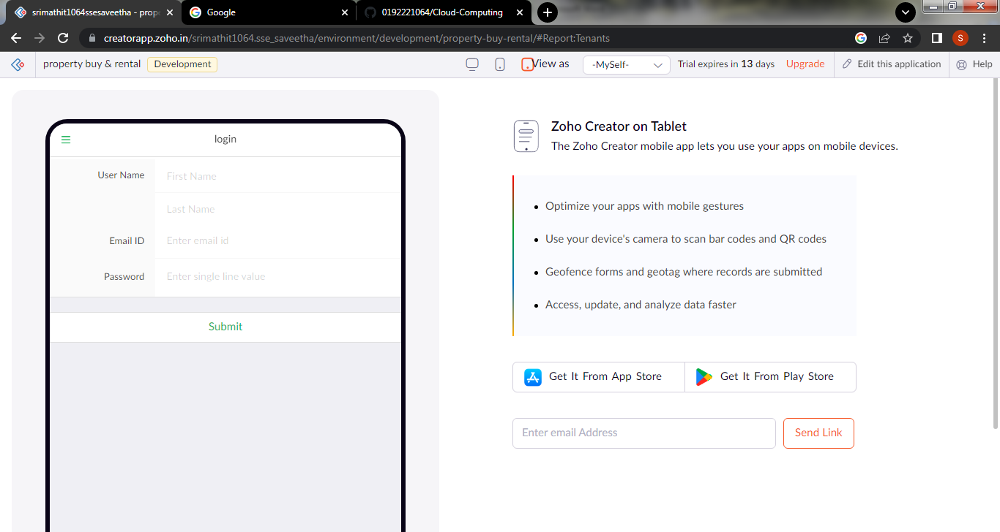 srimathit1064ssesaveetha - prope
Google
0192221064/Cloud-Computing
creatorapp.zoho.in/srimathit1064.sse_saveetha/environment/development/property-buy-rental/#Report:Tenants
S
property buy & rental
Development
View as
-MySelf-
Trial expires in 13 days
Upgrade
Edit this application
Help
login
User Name
First Name
Last Name
Email ID
Enter email id
Password
Enter single line value
Submit
Zoho Creator on Tablet
The Zoho Creator mobile app lets you use your apps on mobile devices.
Optimize your apps with mobile gestures
Use your device's camera to scan bar codes and QR codes
Geofence forms and geotag where records are submitted
Access, update, and analyze data faster
Get It From App Store
Get It From Play Store
Enter email Address
Send Link